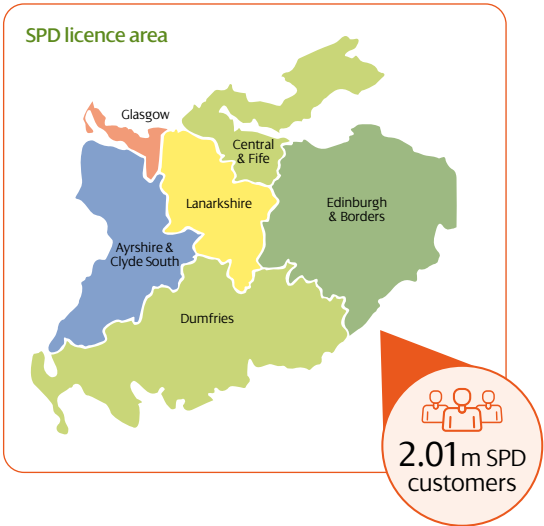 SPD licence area
Glasgow
Central
& Fife
Lanarkshire
Edinburgh
& Borders
Ayrshire &
Clyde South
Dumfries
2.01m SPD
customers